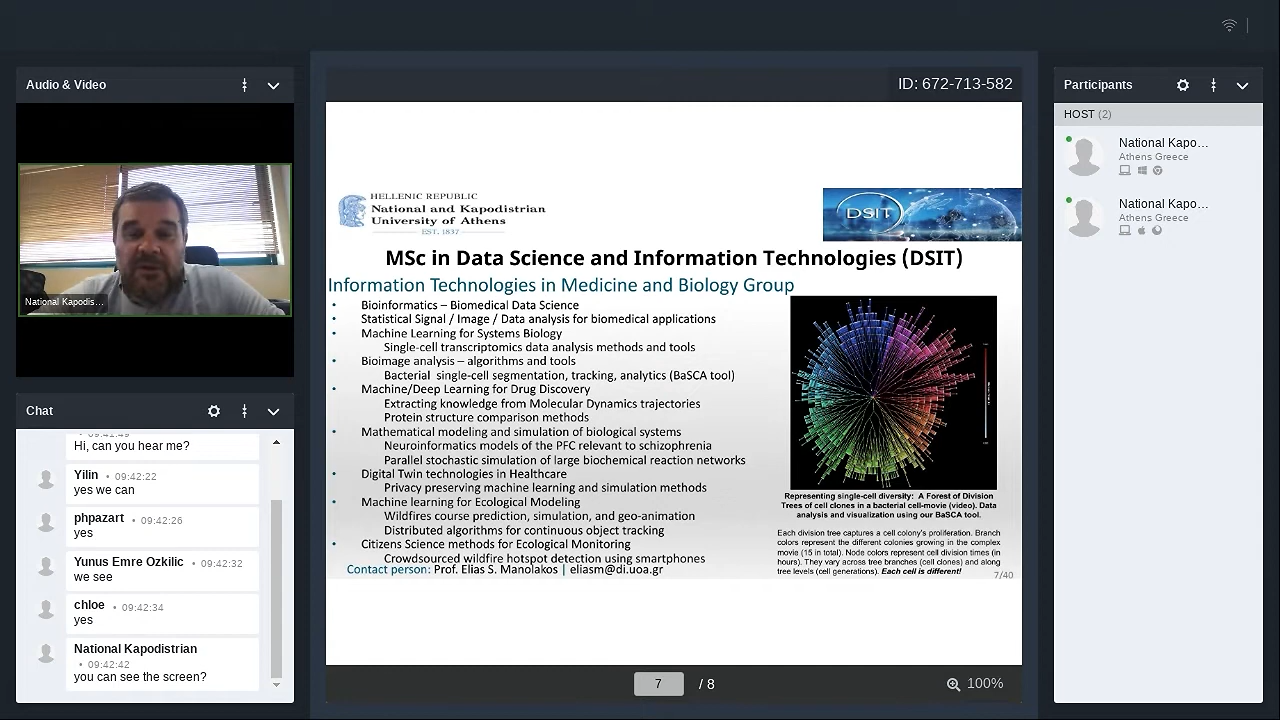 Audio & Video
National Kapodis...
Chat
Hi, can you hear me?
Yilin • 09:42:22
yes we can
phpazart • 09:42:26
yes
Yunus Emre Ozkilic • 09:42:32
we see
chloe • 09:42:34
yes
National Kapodistrian
• 09:42:42
you can see the screen?
ID: 672-713-582
HELLENIC REPUBLIC
National and Kapodistrian
University of Athens
EST. 1837
DSIT
MSc in Data Science and Information Technologies (DSIT)
Information Technologies in Medicine and Biology Group
• Bioinformatics – Biomedical Data Science
• Statistical Signal / Image / Data analysis for biomedical applications
• Machine Learning for Systems Biology
Single-cell transcriptomics data analysis methods and tools
• Bioimage analysis – algorithms and tools
Bacterial single-cell segmentation, tracking, analytics (BaSCA tool)
• Machine/Deep Learning for Drug Discovery
Extracting knowledge from Molecular Dynamics trajectories
Protein structure comparison methods
• Mathematical modeling and simulation of biological systems
Neuroinformatics models of the PFC relevant to schizophrenia
Parallel stochastic simulation of large biochemical reaction networks
• Digital Twin technologies in Healthcare
Privacy preserving machine learning and simulation methods
• Machine learning for Ecological Modeling
Wildfires course prediction, simulation, and geo-animation
Distributed algorithms for continuous object tracking
• Citizens Science methods for Ecological Monitoring
Crowdsourced wildfire hotspot detection using smartphones
Contact person: Prof. Elias S. Manolakos | eliasm@di.uoa.gr
Representing single-cell diversity: A Forest of Division
Trees of cell clones in a bacterial cell-movie (video). Data
analysis and visualization using our BaSCA tool.
Each division tree captures a cell colony's proliferation. Branch
colors represent the different colonies growing in the complex
movie (15 in total). Node colors represent cell division times (in
hours). They vary across tree branches (cell clones) and along
tree levels (cell generations). Each cell is different!
7/40
7 / 8
100%
Participants
HOST (2)
National Kapo...
Athens Greece
National Kapo...
Athens Greece